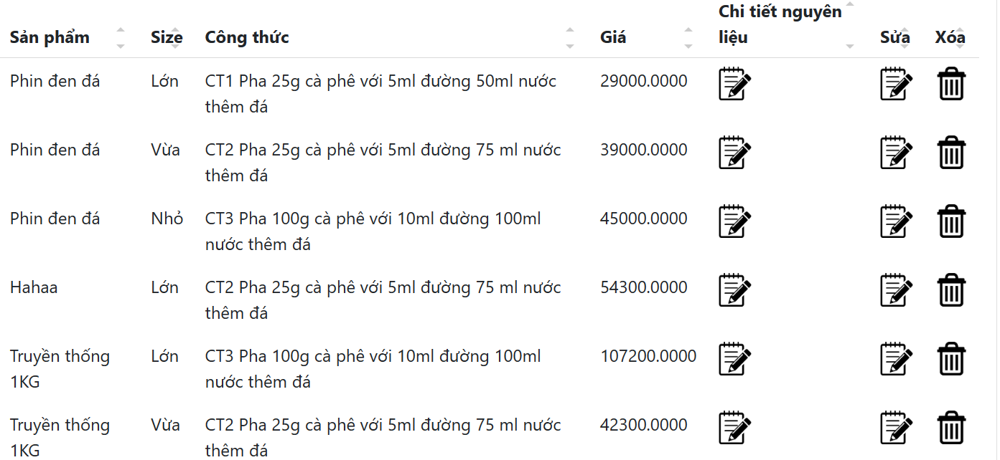 Sản phẩm Size Công thức Giá Chi tiết nguyên liệu Sửa Xóa
Phin đen đá Lớn CT1 Pha 25g cà phê với 5ml đường 50ml nước 29000.0000
thêm đá
Phin đen đá Vừa CT2 Pha 25g cà phê với 5ml đường 75 ml nước 39000.0000
thêm đá
Phin đen đá Nhỏ CT3 Pha 100g cà phê với 10ml đường 100ml 45000.0000
nước thêm đá
Hahaa Lớn CT2 Pha 25g cà phê với 5ml đường 75 ml nước 54300.0000
thêm đá
Truyền thống Lớn CT3 Pha 100g cà phê với 10ml đường 100ml 107200.0000
1KG nước thêm đá
Truyền thống Vừa CT2 Pha 25g cà phê với 5ml đường 75 ml nước 42300.0000
1KG thêm đá